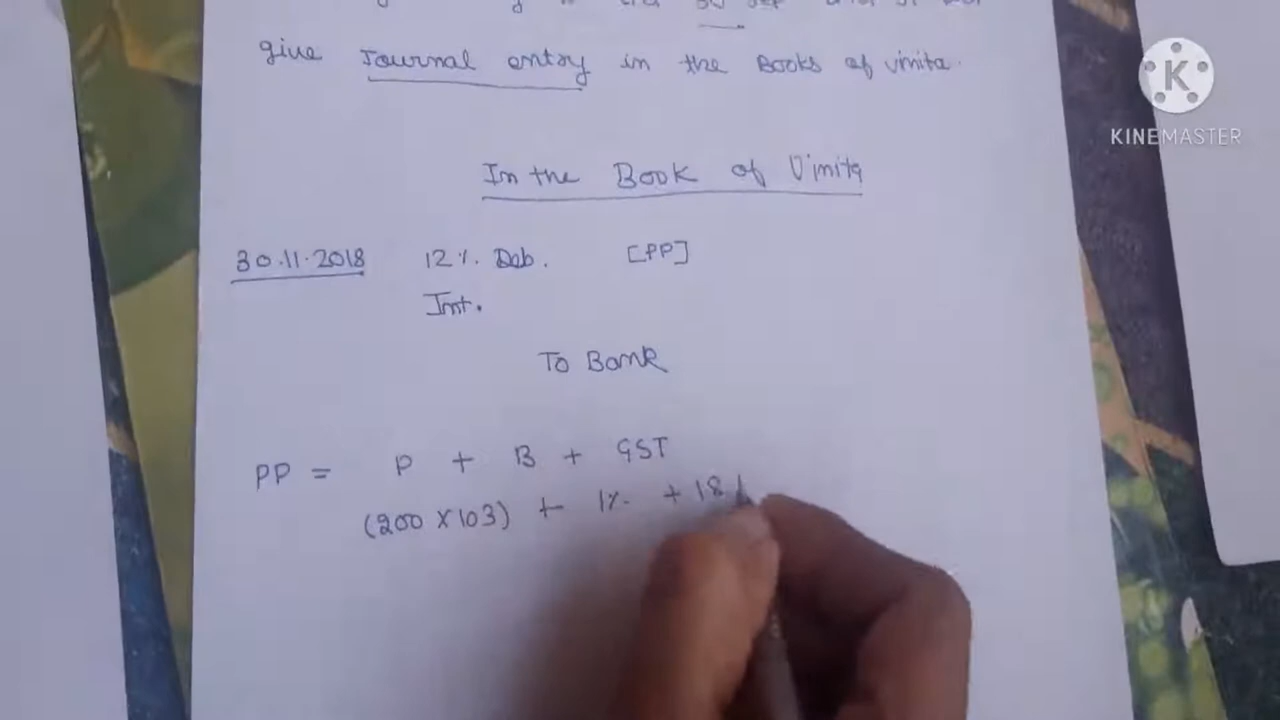 give Journal entry in the Books of Vinita.
K
KINEMASTER
In the Book of Vinita
30.11.2018 12%. Deb. [PP]
Int.
To Bank
PP = P + B + GST
(200 X 103) + 1% + 18